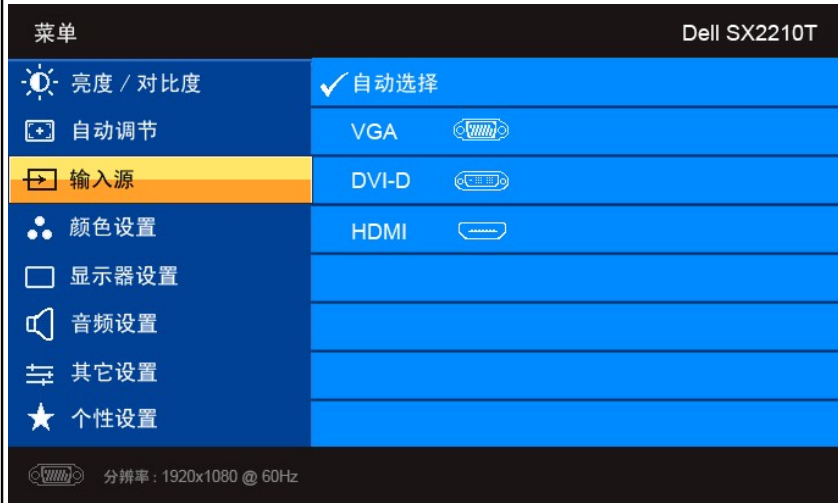 菜单
Dell SX2210T
亮度 / 对比度
自动选择
自动调节
VGA
输入源
DVI-D
颜色设置
HDMI
显示器设置
音频设置
其它设置
个性设置
分辨率 : 1920x1080 @ 60Hz